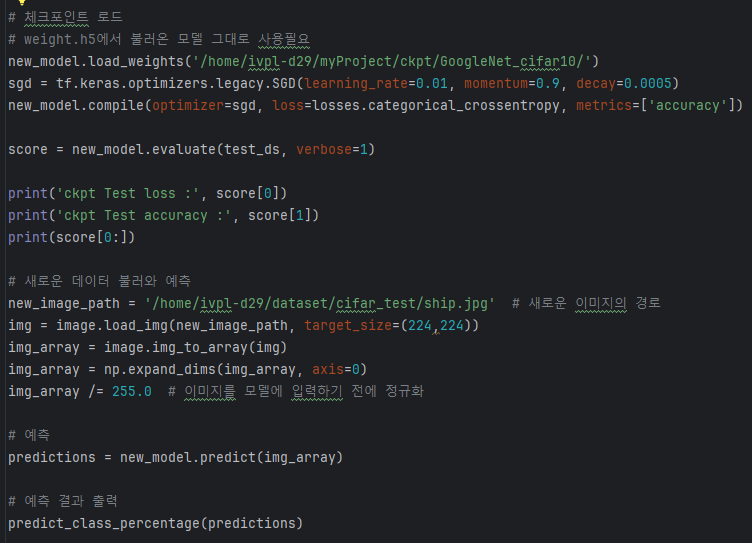 # 체크포인트 로드
# weight.h5에서 불러온 모델 그대로 사용필요
new_model.load_weights('/home/ivpl-d29/myProject/ckpt/GoogleNet_cifar10/')
sgd = tf.keras.optimizers.legacy.SGD(learning_rate=0.01, momentum=0.9, decay=0.0005)
new_model.compile(optimizer=sgd, loss=losses.categorical_crossentropy, metrics=['accuracy'])
score = new_model.evaluate(test_ds, verbose=1)
print('ckpt Test loss :', score[0])
print('ckpt Test accuracy :', score[1])
print(score[0:])
# 새로운 데이터 불러와 예측
new_image_path = '/home/ivpl-d29/dataset/cifar_test/ship.jpg'  # 새로운 이미지의 경로
img = image.load_img(new_image_path, target_size=(224,224))
img_array = image.img_to_array(img)
img_array = np.expand_dims(img_array, axis=0)
img_array /= 255.0  # 이미지를 모델에 입력하기 전에 정규화
# 예측
predictions = new_model.predict(img_array)
# 예측 결과 출력
predict_class_percentage(predictions)